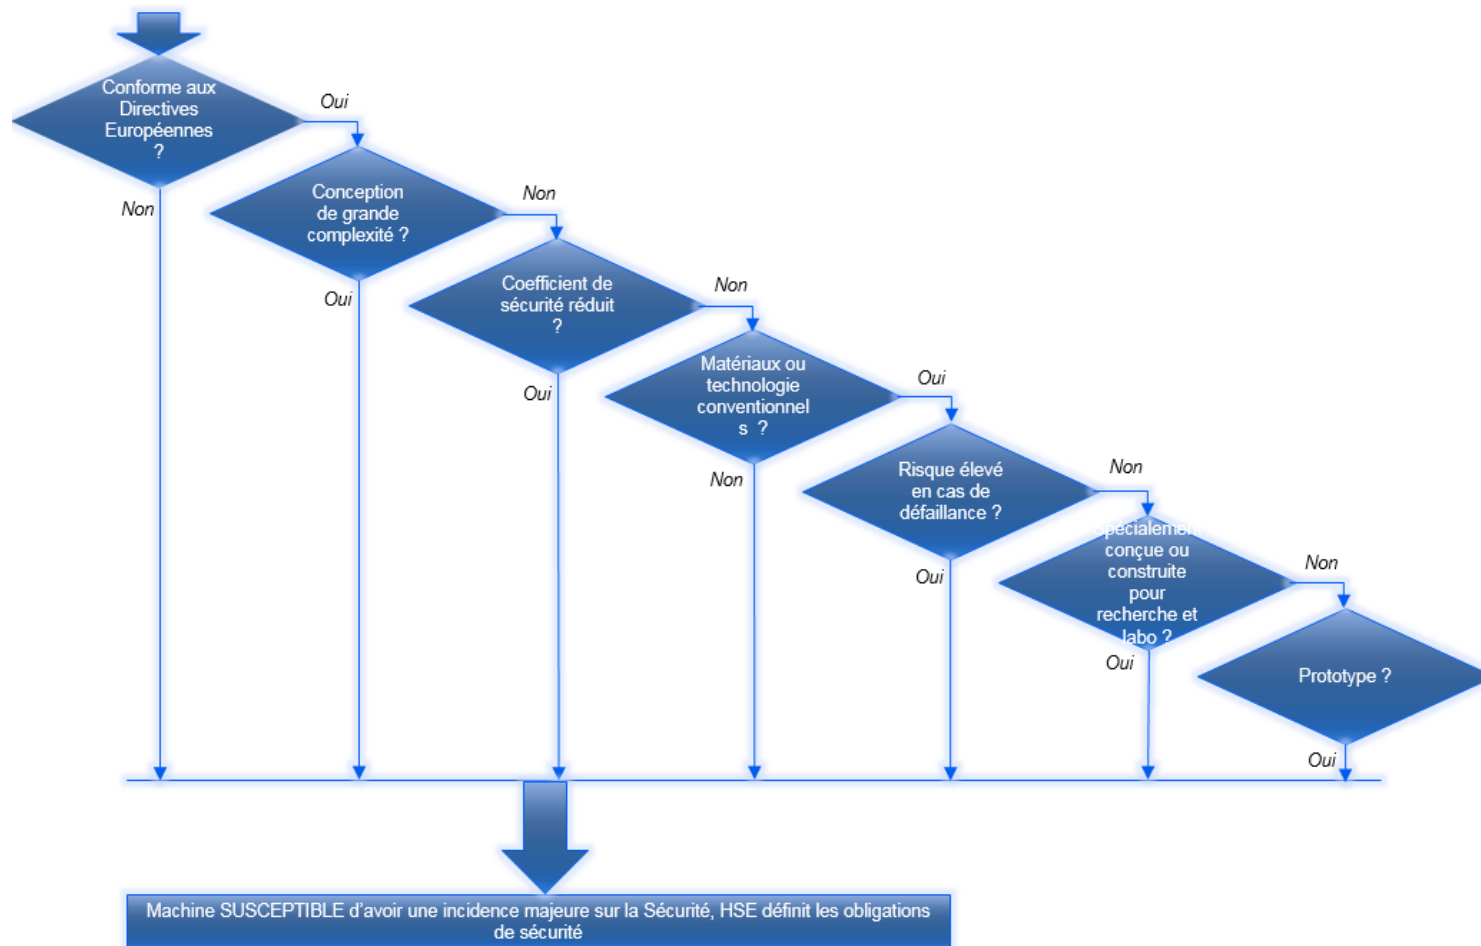 Conforme aux
Directives
Européennes
?
Oui
Non
Conception
de grande
complexité ?
Non
Oui
Coefficient de
sécurité réduit
?
Non
Oui
Matériaux ou
technologie
conventionnel
s ?
Oui
Non
Risque élevé
en cas de
défaillance ?
Non
Oui
Spécialement
conçue ou
construite
pour
recherche et
labo ?
Non
Oui
Prototype ?
Oui
Machine SUSCEPTIBLE d'avoir une incidence majeure sur la Sécurité, HSE définit les obligations
de sécurité